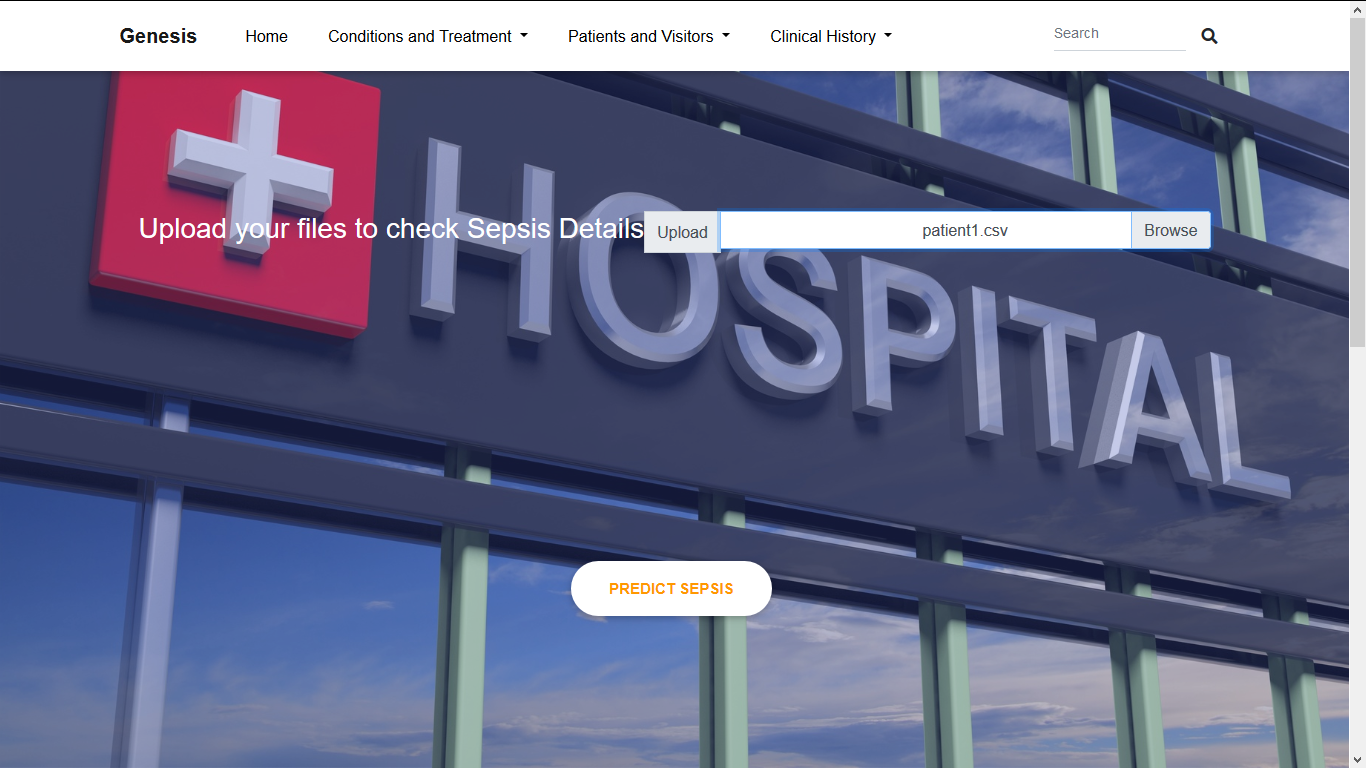 Genesis Home Conditions and Treatment Patients and Visitors Clinical History Search
Upload your files to check Sepsis Details Upload patient1.csv Browse
HOSPITAL
PREDICT SEPSIS